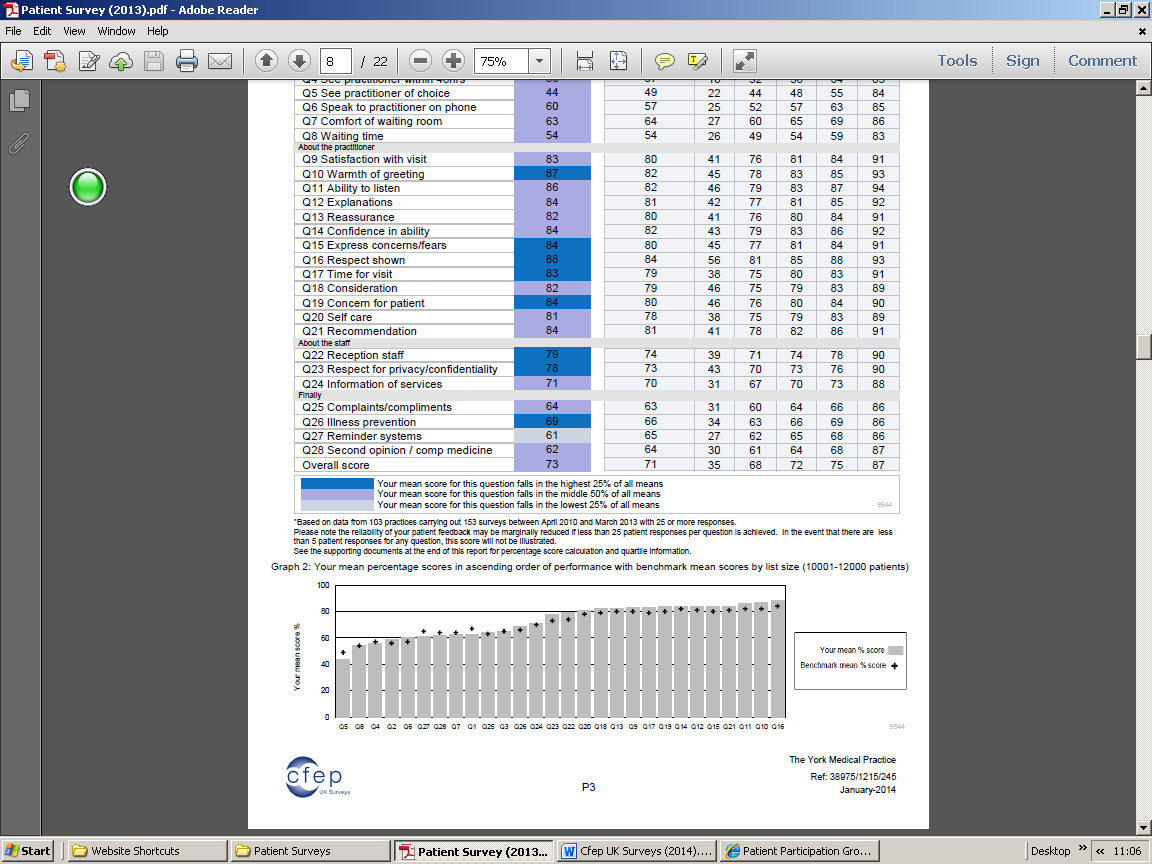 Patient Survey (2013).pdf - Adobe Reader
File Edit View Window Help
8 / 22 75% Tools Sign Comment
Q4 See practitioner within 48hrs
Q5 See practitioner of choice 44 49 22 44 48 55 84
Q6 Speak to practitioner on phone 60 57 25 52 57 63 85
Q7 Comfort of waiting room 63 64 27 60 65 69 86
Q8 Waiting time 54 54 26 49 54 59 83
About the practitioner
Q9 Satisfaction with visit 83 80 41 76 81 84 91
Q10 Warmth of greeting 87 82 45 78 83 85 93
Q11 Ability to listen 86 82 46 79 83 87 94
Q12 Explanations 84 81 42 77 81 85 92
Q13 Reassurance 82 80 41 76 80 84 91
Q14 Confidence in ability 84 82 43 79 83 86 92
Q15 Express concerns/fears 84 80 45 77 81 84 91
Q16 Respect shown 88 84 56 81 85 88 93
Q17 Time for visit 83 79 38 75 80 83 91
Q18 Consideration 82 79 46 75 79 83 89
Q19 Concern for patient 84 80 46 76 80 84 90
Q20 Self care 81 78 38 75 79 83 89
Q21 Recommendation 84 81 41 78 82 86 91
About the staff
Q22 Reception staff 79 74 39 71 74 78 90
Q23 Respect for privacy/confidentiality 78 73 43 70 73 76 90
Q24 Information of services 71 70 31 67 70 73 88
Finally
Q25 Complaints/compliments 64 63 31 60 64 66 86
Q26 Illness prevention 69 66 34 63 66 69 86
Q27 Reminder systems 61 65 27 62 65 68 86
Q28 Second opinion / comp medicine 62 64 30 61 64 68 87
Overall score 73 71 35 68 72 75 87
Your mean score for this question falls in the highest 25% of all means
Your mean score for this question falls in the middle 50% of all means
Your mean score for this question falls in the lowest 25% of all means
9544
*Based on data from 103 practices carrying out 153 surveys between April 2010 and March 2013 with 25 or more responses.
Please note the reliability of your patient feedback may be marginally reduced if less than 25 patient responses per question is achieved. In the event that there are less
than 5 patient responses for any question, this score will not be illustrated.
See the supporting documents at the end of this report for percentage score calculation and quartile information.
Graph 2: Your mean percentage scores in ascending order of performance with benchmark mean scores by list size (10001-12000 patients)
Your mean score %
100
80
60
40
20
0
Q5 Q8 Q4 Q2 Q6 Q27 Q28 Q7 Q1 Q25 Q3 Q26 Q24 Q23 Q22 Q20 Q18 Q13 Q9 Q17 Q19 Q14 Q12 Q15 Q21 Q11 Q10 Q16
Your mean % score
Benchmark mean % score
9544
cfep
UK Surveys
P3
The York Medical Practice
Ref: 38975/1215/245
January-2014
Start Website Shortcuts Patient Surveys Patient Survey (2013... Cfep UK Surveys (2014).... Patient Participation Gro... Desktop 11:06